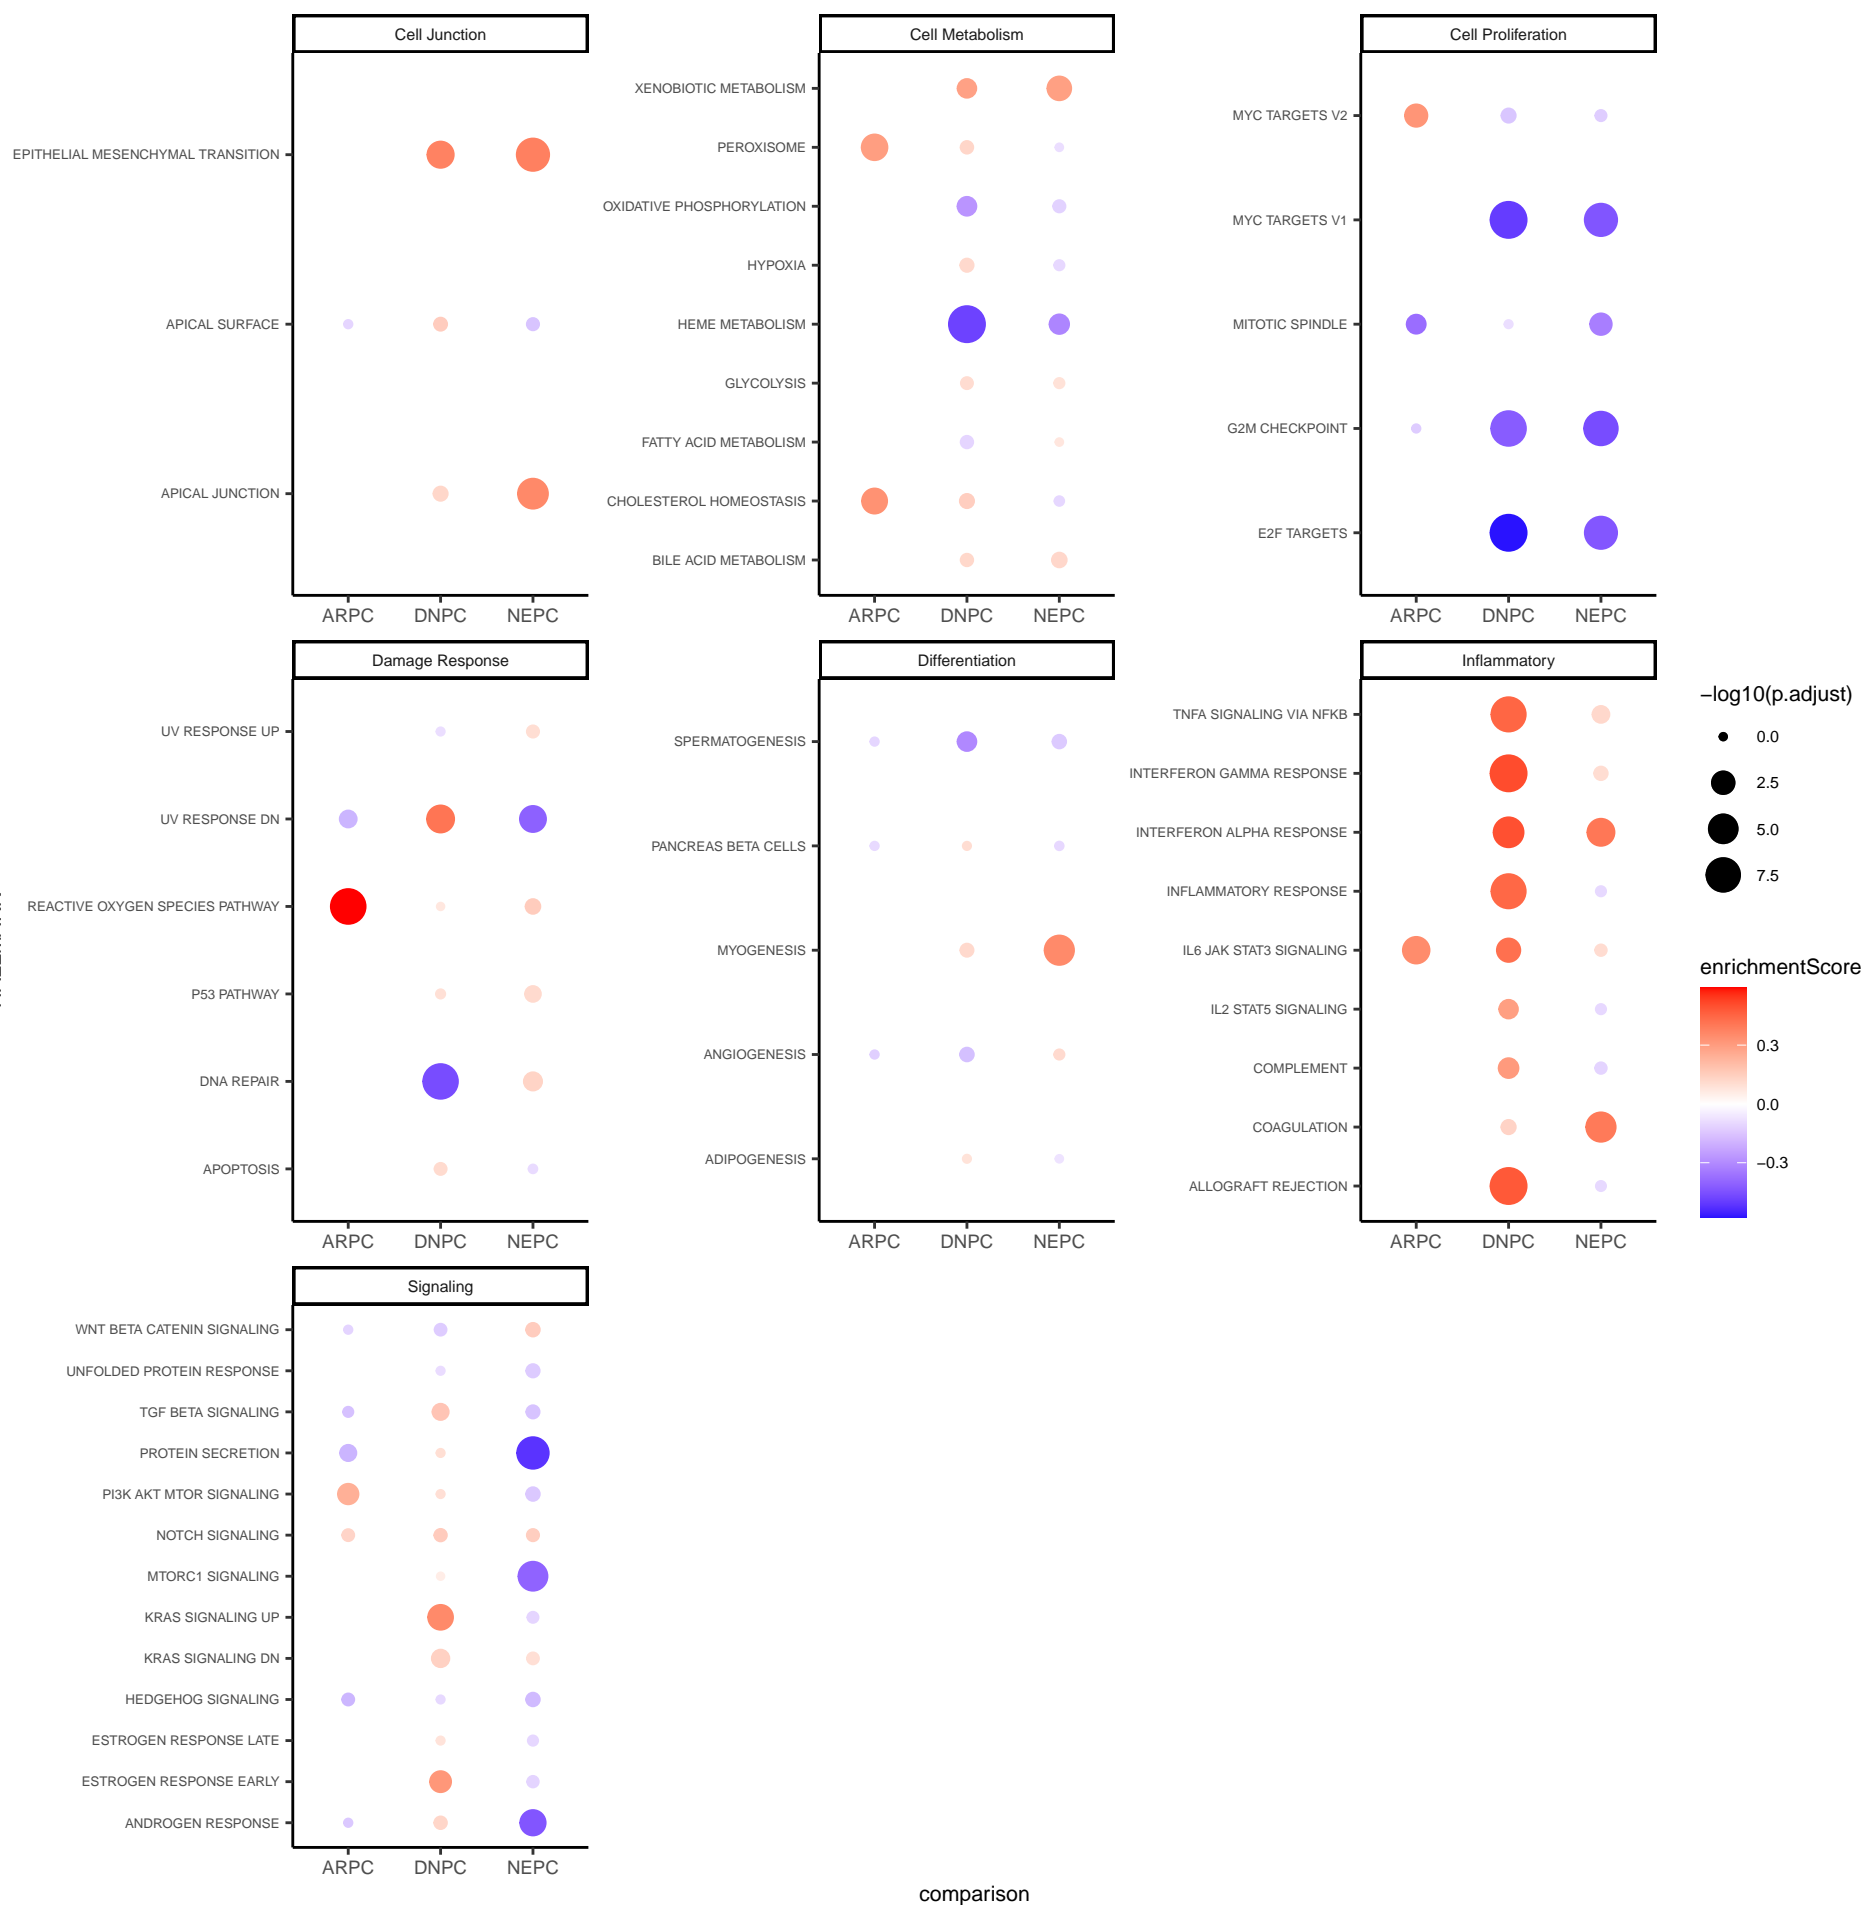 Cell Junction
EPITHELIAL MESENCHYMAL TRANSITION
APICAL SURFACE
APICAL JUNCTION
ARPC DNPC NEPC
Cell Metabolism
XENOBIOTIC METABOLISM
PEROXISOME
OXIDATIVE PHOSPHORYLATION
HYPOXIA
HEME METABOLISM
GLYCOLYSIS
FATTY ACID METABOLISM
CHOLESTEROL HOMEOSTASIS
BILE ACID METABOLISM
ARPC DNPC NEPC
Cell Proliferation
MYC TARGETS V2
MYC TARGETS V1
MITOTIC SPINDLE
G2M CHECKPOINT
E2F TARGETS
ARPC DNPC NEPC
Damage Response
UV RESPONSE UP
UV RESPONSE DN
REACTIVE OXYGEN SPECIES PATHWAY
P53 PATHWAY
DNA REPAIR
APOPTOSIS
ARPC DNPC NEPC
Differentiation
SPERMATOGENESIS
PANCREAS BETA CELLS
MYOGENESIS
ANGIOGENESIS
ADIPOGENESIS
ARPC DNPC NEPC
Inflammatory
TNFA SIGNALING VIA NFKB
INTERFERON GAMMA RESPONSE
INTERFERON ALPHA RESPONSE
INFLAMMATORY RESPONSE
IL6 JAK STAT3 SIGNALING
IL2 STAT5 SIGNALING
COMPLEMENT
COAGULATION
ALLOGRAFT REJECTION
ARPC DNPC NEPC
−log10(p.adjust)
0.0
2.5
5.0
7.5
enrichmentScore
0.3
0.0
−0.3
Signaling
WNT BETA CATENIN SIGNALING
UNFOLDED PROTEIN RESPONSE
TGF BETA SIGNALING
PROTEIN SECRETION
PI3K AKT MTOR SIGNALING
NOTCH SIGNALING
MTORC1 SIGNALING
KRAS SIGNALING UP
KRAS SIGNALING DN
HEDGEHOG SIGNALING
ESTROGEN RESPONSE LATE
ESTROGEN RESPONSE EARLY
ANDROGEN RESPONSE
ARPC DNPC NEPC
comparison